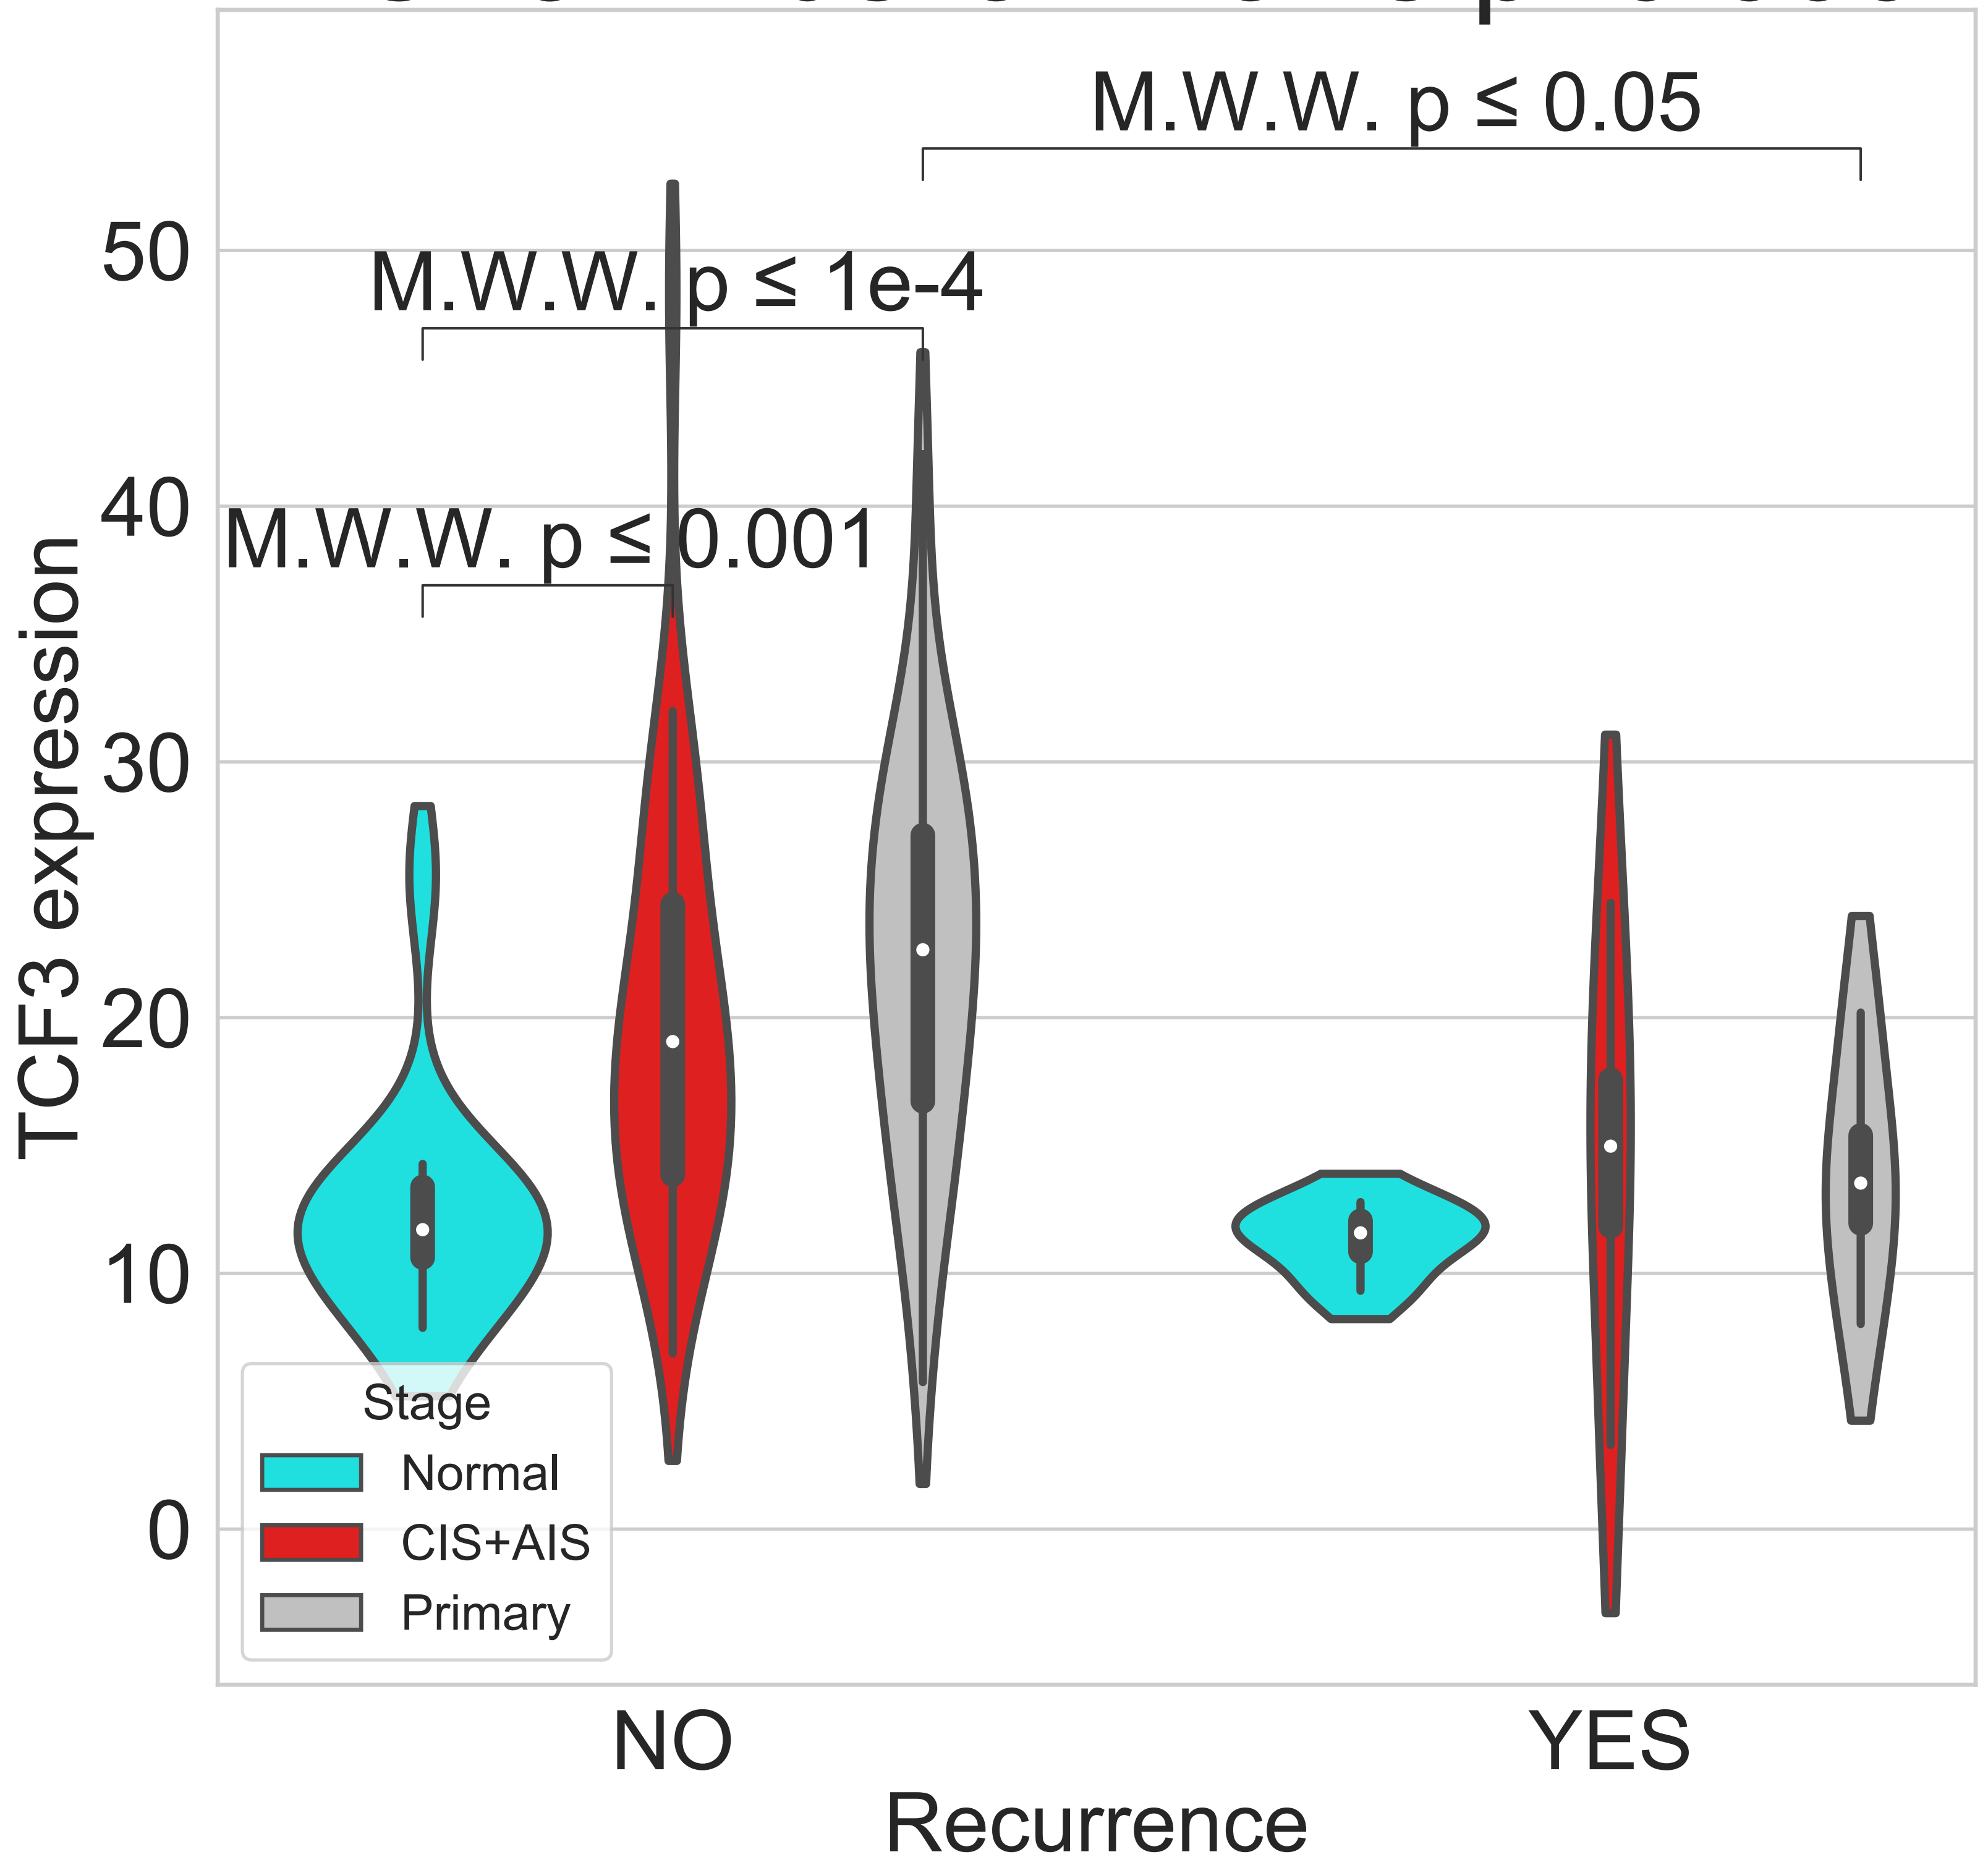 M.W.W. p ≤ 0.05
50
M.W.W. p ≤ 1e-4
40
M.W.W. p ≤ 0.001
TCF3 expression
30
20
10
0
Stage
Normal
CIS+AIS
Primary
NO
YES
Recurrence